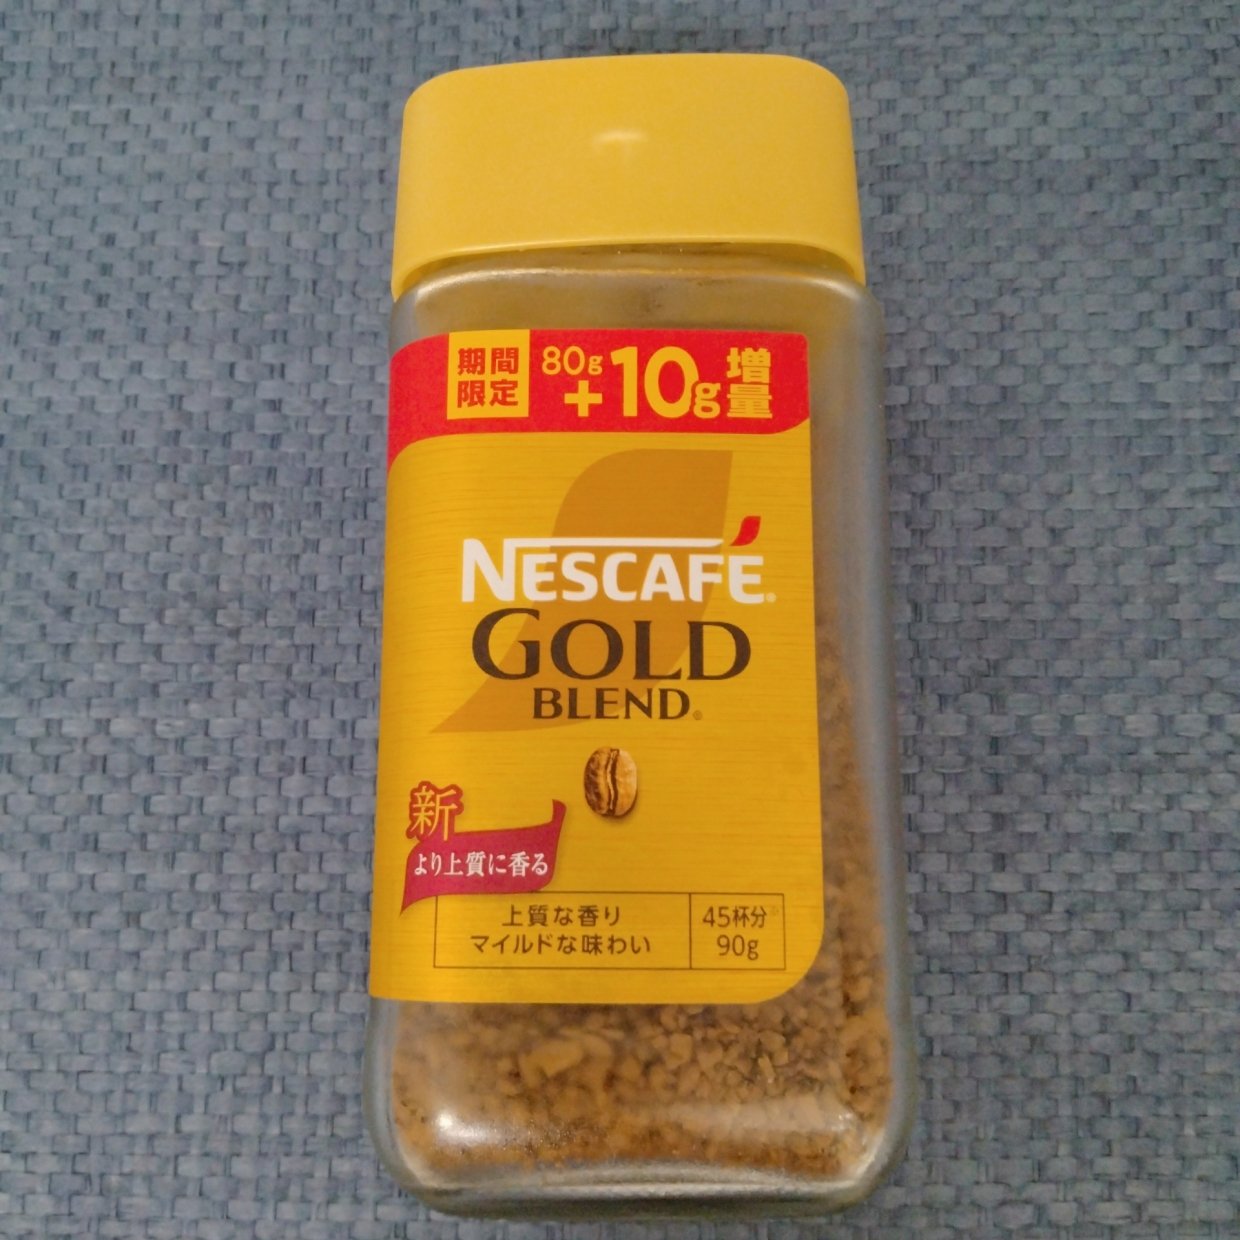 期間
限定
80g
+10g
増量
NESCAFÉ®
GOLD
BLEND®
新
より上質に香る
上質な香り
マイルドな味わい
45杯分※
90g